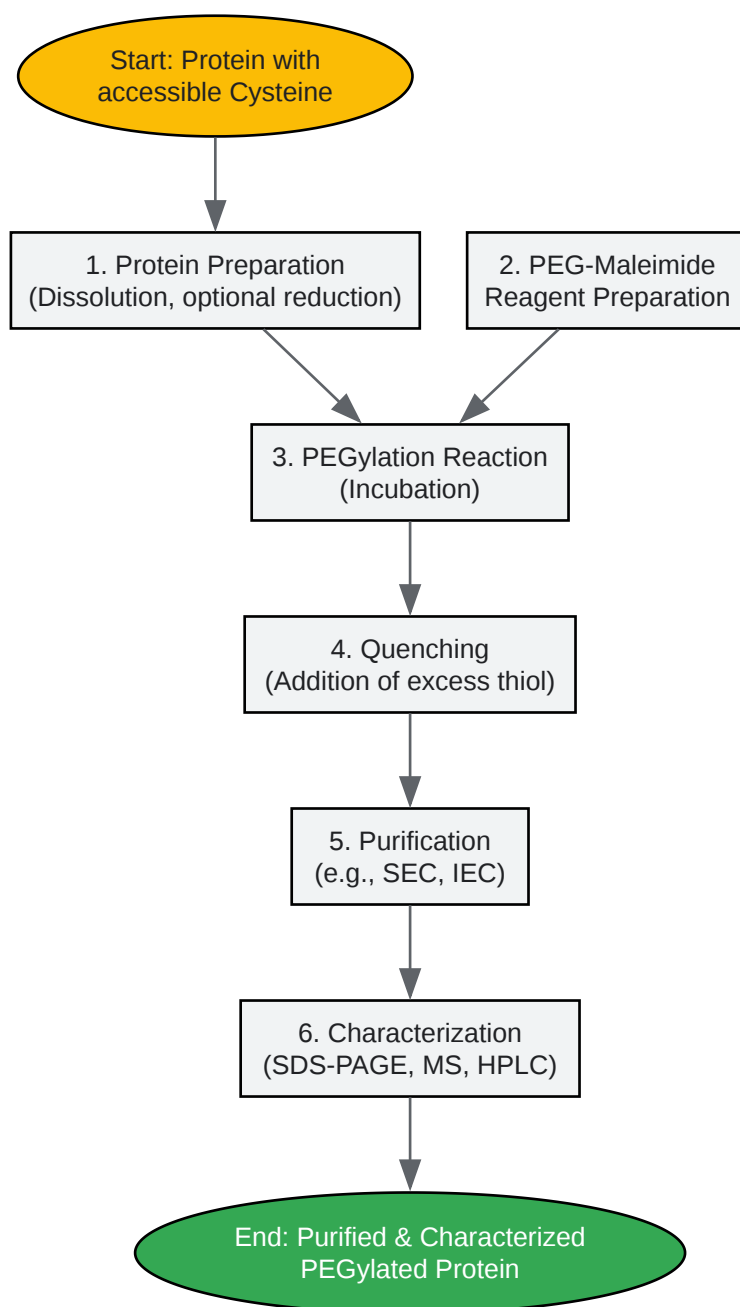 Start: Protein with
accessible Cysteine
1. Protein Preparation
(Dissolution, optional reduction)
2. PEG-Maleimide
Reagent Preparation
3. PEGylation Reaction
(Incubation)
4. Quenching
(Addition of excess thiol)
5. Purification
(e.g., SEC, IEC)
6. Characterization
(SDS-PAGE, MS, HPLC)
End: Purified & Characterized
PEGylated Protein